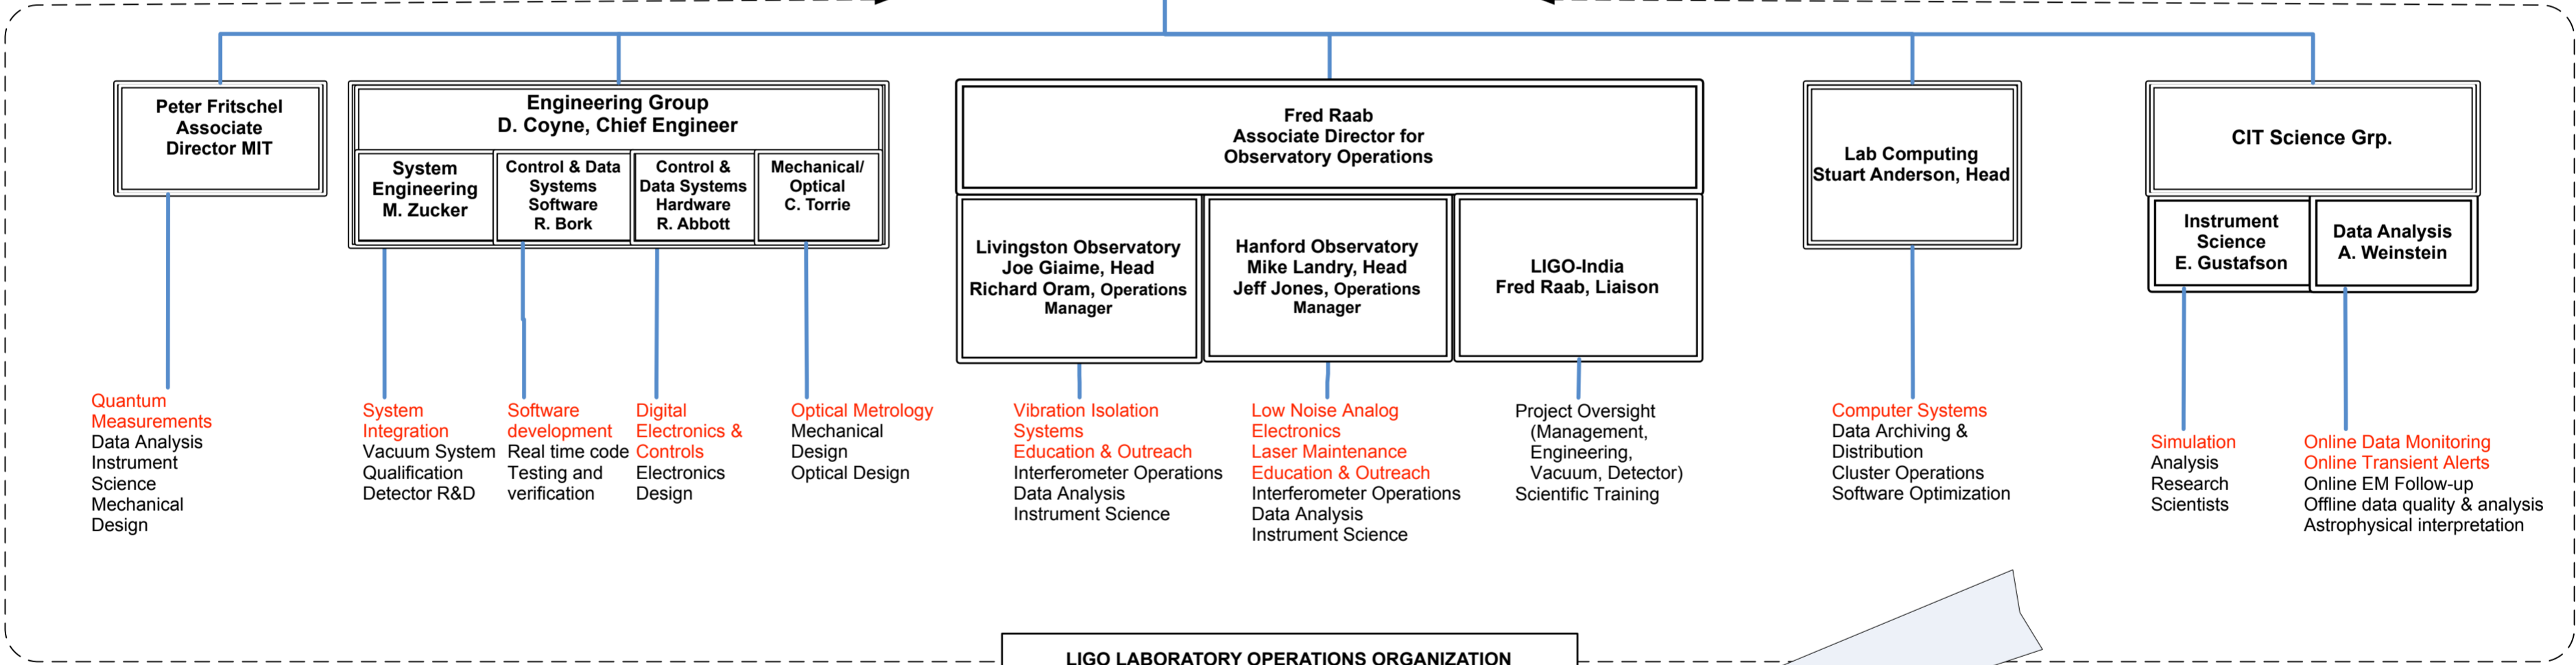 Peter Fritschel
Associate
Director MIT
Quantum
Measurements
Data Analysis
Instrument
Science
Mechanical
Design
Engineering Group
D. Coyne, Chief Engineer
System
Engineering
M. Zucker
System
Integration
Vacuum System
Qualification
Detector R&D
Control & Data
Systems
Software
R. Bork
Software
development
Real time code
Testing and
verification
Control &
Data Systems
Hardware
R. Abbott
Digital
Electronics &
Controls
Electronics
Design
Mechanical/
Optical
C. Torrie
Optical Metrology
Mechanical
Design
Optical Design
Fred Raab
Associate Director for
Observatory Operations
Livingston Observatory
Joe Giaime, Head
Richard Oram, Operations
Manager
Vibration Isolation
Systems
Education & Outreach
Interferometer Operations
Data Analysis
Instrument Science
Hanford Observatory
Mike Landry, Head
Jeff Jones, Operations
Manager
Low Noise Analog
Electronics
Laser Maintenance
Education & Outreach
Interferometer Operations
Data Analysis
Instrument Science
LIGO-India
Fred Raab, Liaison
Project Oversight
(Management,
Engineering,
Vacuum, Detector)
Scientific Training
Lab Computing
Stuart Anderson, Head
Computer Systems
Data Archiving &
Distribution
Cluster Operations
Software Optimization
CIT Science Grp.
Instrument
Science
E. Gustafson
Simulation
Analysis
Research
Scientists
Data Analysis
A. Weinstein
Online Data Monitoring
Online Transient Alerts
Online EM Follow-up
Offline data quality & analysis
Astrophysical interpretation
LIGO LABORATORY OPERATIONS ORGANIZATION